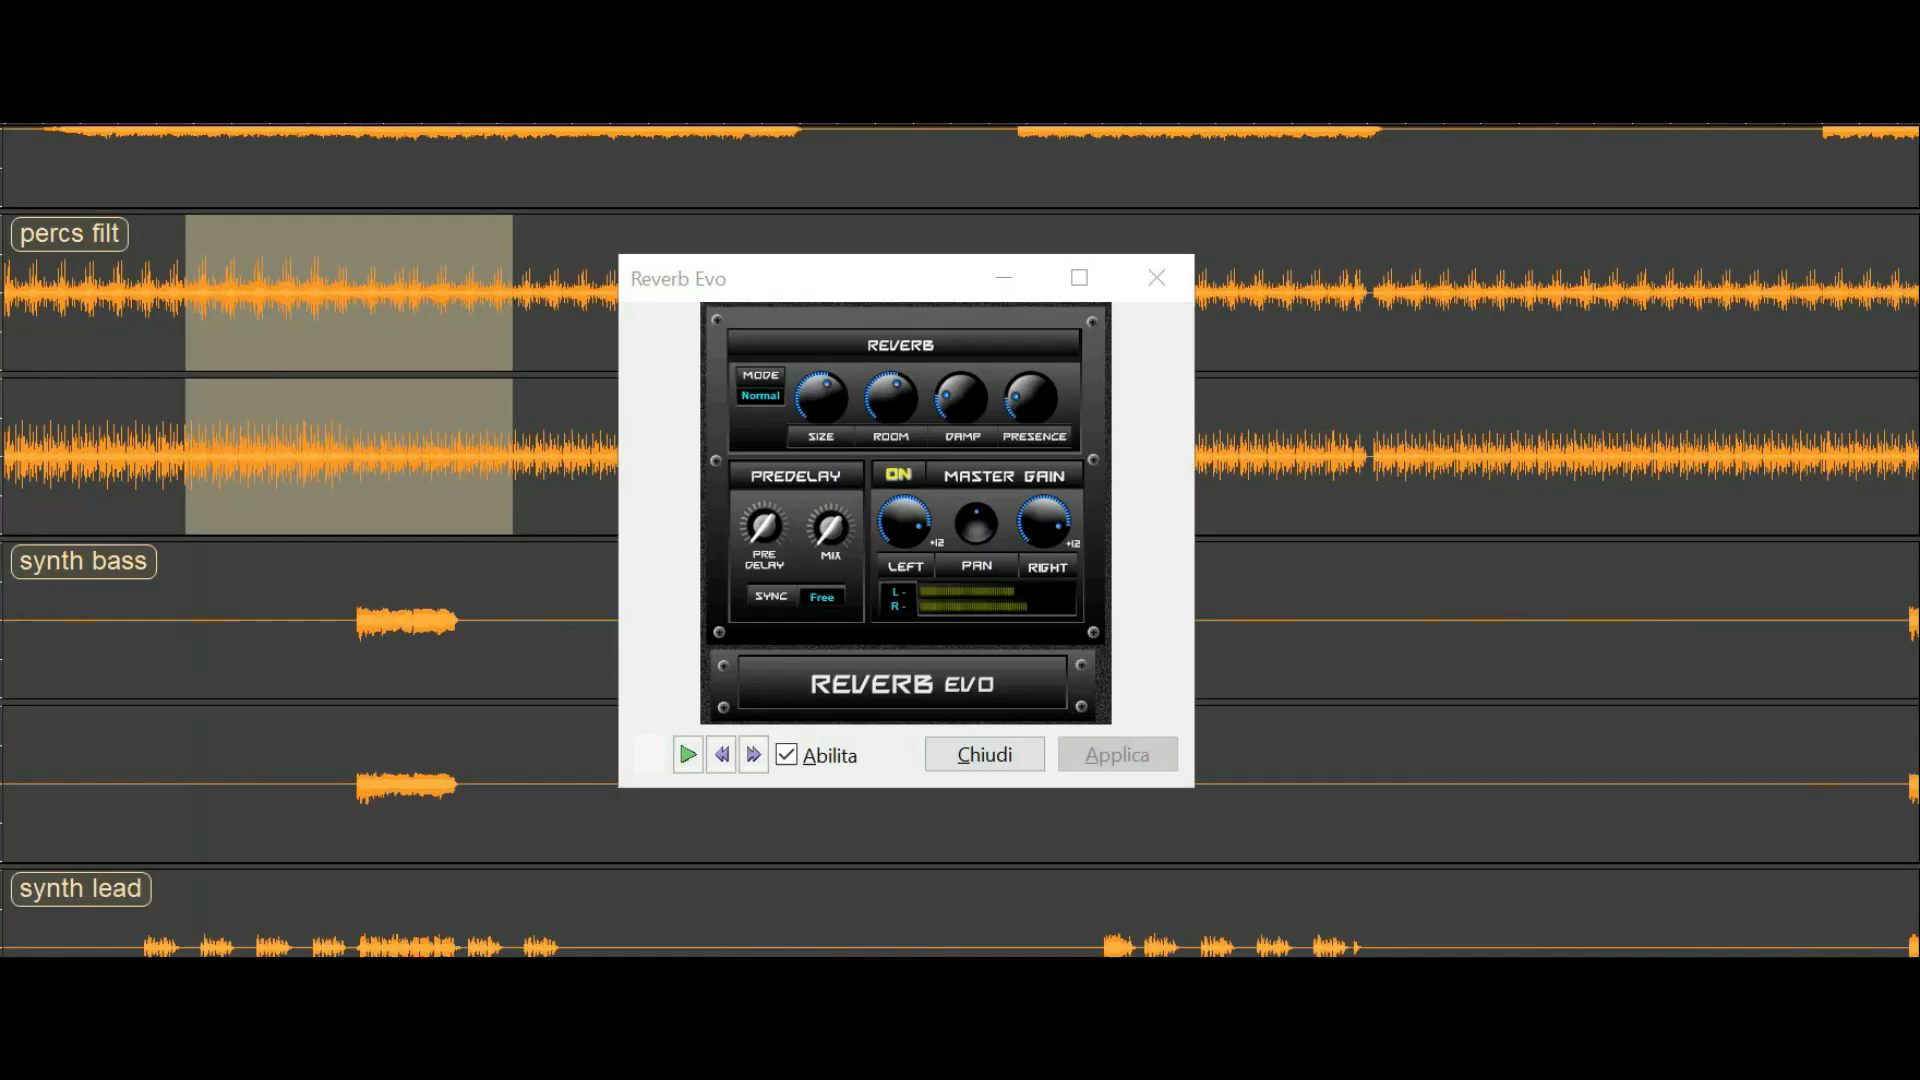 percs filt
Reverb Evo
REVERB
MODE
Normal
SIZE ROOM DAMP PRESENCE
PREDELAY
ON MASTER GAIN
+12 +12
PRE DELAY MIX
LEFT PAN RIGHT
SYNC Free
L -
R -
REVERB EVO
Abilita Chiudi Applica
synth bass
synth lead